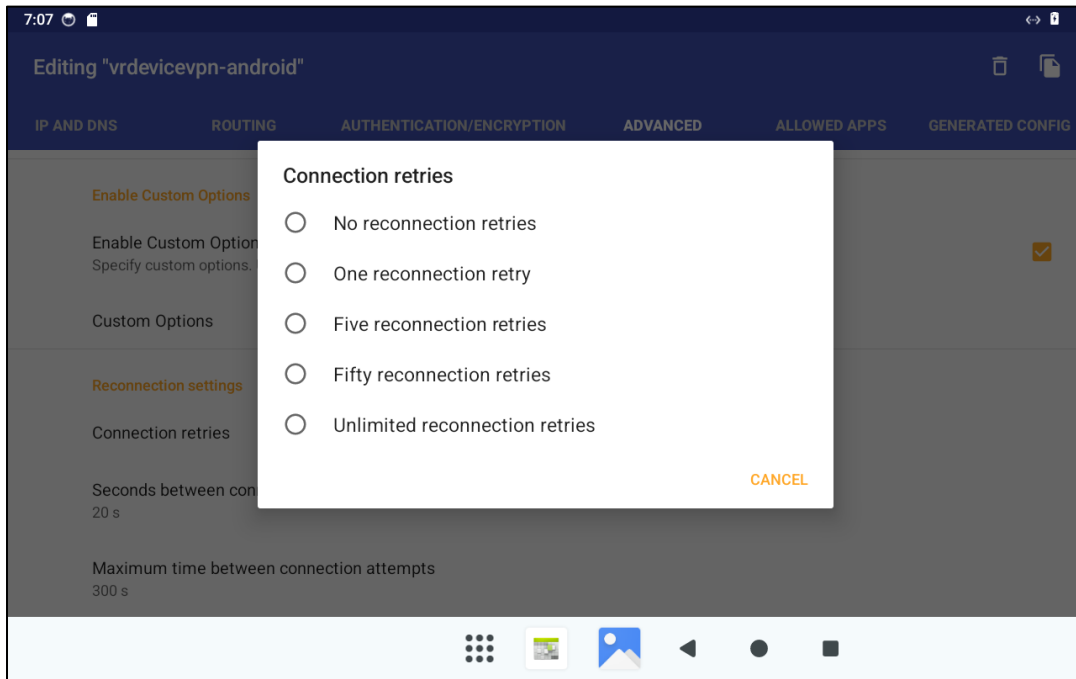 7:07
Editing "vrdevicevpn-android"
IP AND DNS ROUTING AUTHENTICATION/ENCRYPTION ADVANCED ALLOWED APPS GENERATED CONFIG
Connection retries
No reconnection retries
One reconnection retry
Five reconnection retries
Fifty reconnection retries
Unlimited reconnection retries
CANCEL
Enable Custom Options
Enable Custom Option
Specify custom options.
Custom Options
Reconnection settings
Connection retries
Seconds between con
20 s
Maximum time between connection attempts
300 s